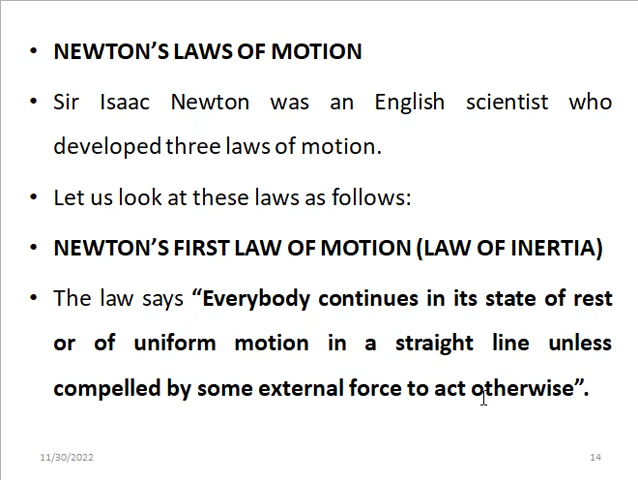 • NEWTON’S LAWS OF MOTION
• Sir Isaac Newton was an English scientist who
developed three laws of motion.
• Let us look at these laws as follows:
• NEWTON’S FIRST LAW OF MOTION (LAW OF INERTIA)
• The law says “Everybody continues in its state of rest
or of uniform motion in a straight line unless
compelled by some external force to act otherwise”.
11/30/2022 14